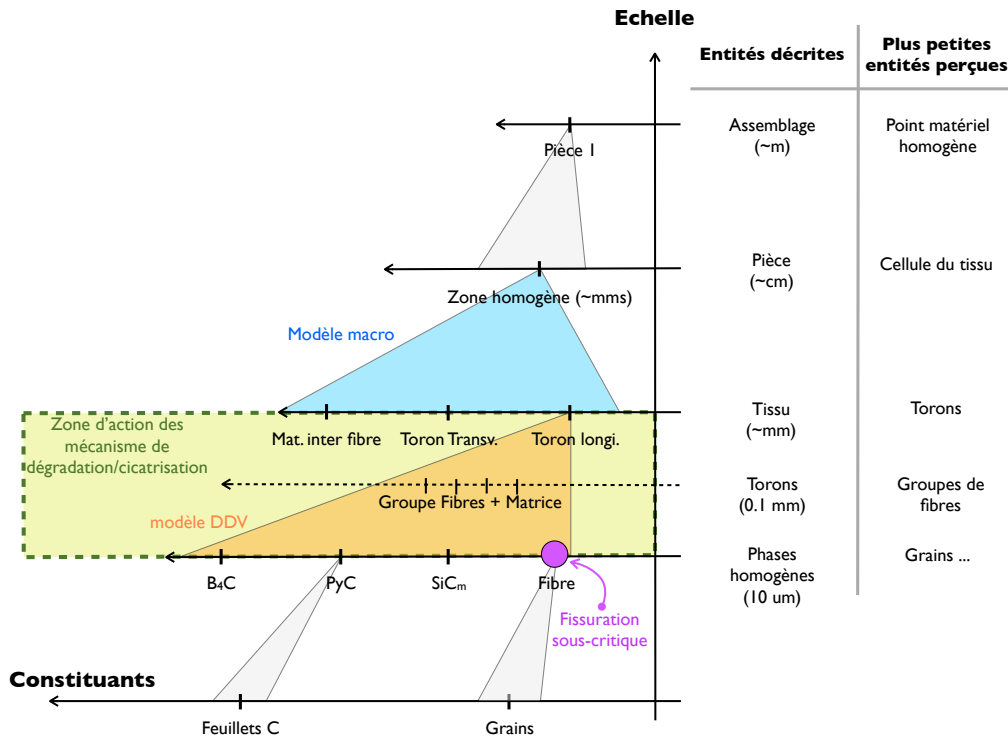 Echelle
Entités décrites
Plus petites
entités perçues
Assemblage
(~m)
Point matériel
homogène
Pièce 1
Pièce
(~cm)
Cellule du tissu
Zone homogène (~mms)
Modèle macro
Tissu
(~mm)
Torons
Zone d'action des
mécanisme de
dégradation/cicatrisation
Mat. inter fibre
Toron Transv.
Toron longi.
Torons
(0.1 mm)
Groupes de
fibres
Groupe Fibres + Matrice
modèle DDV
Phases
homogènes
(10 um)
Grains ...
B₄C
PyC
SiCₘ
Fibre
Fissuration
sous-critique
Constituants
Feuillets C
Grains